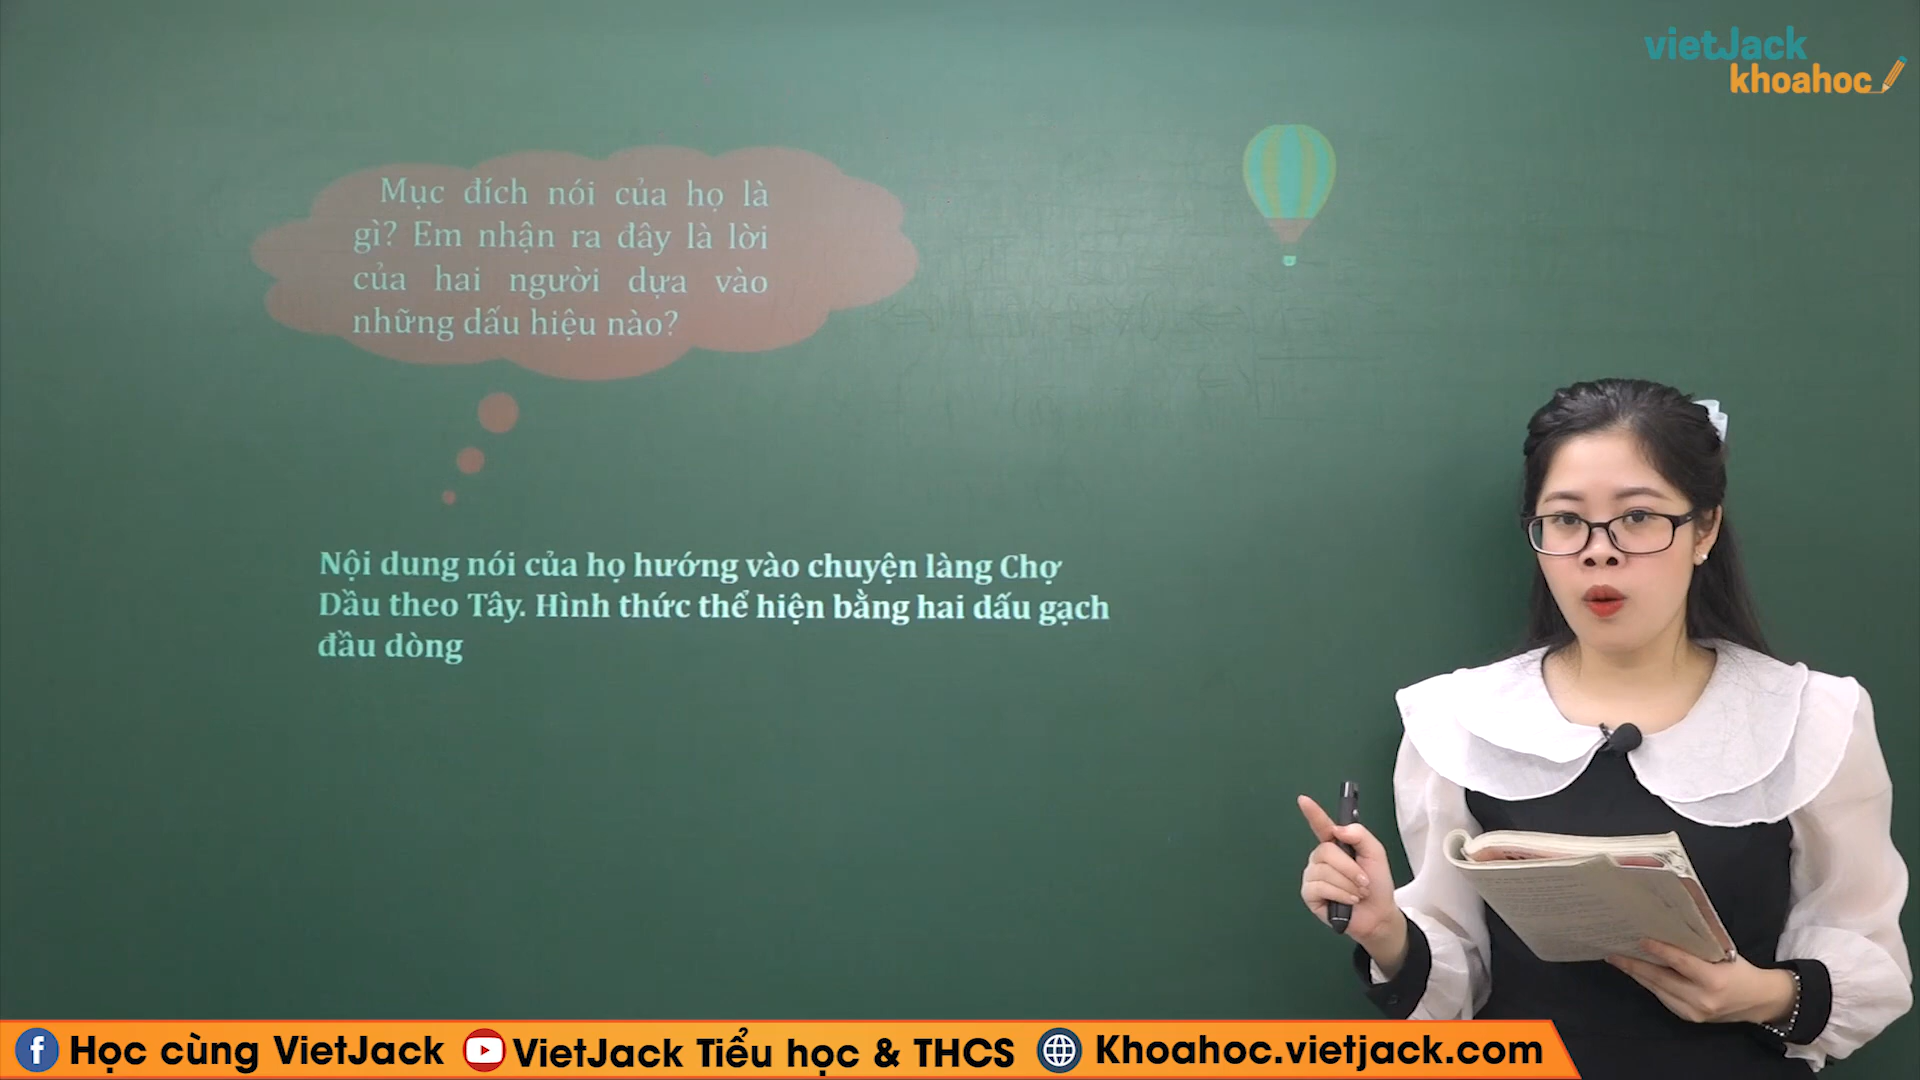 vietJack
khoahoc
Mục đích nói của họ là
gì? Em nhận ra đây là lời
của hai người dựa vào
những dấu hiệu nào?
Nội dung nói của họ hướng vào chuyện làng Chợ
Dầu theo Tây. Hình thức thể hiện bằng hai dấu gạch
đầu dòng
Học cùng VietJack VietJack Tiểu học & THCS Khoahoc.vietjack.com